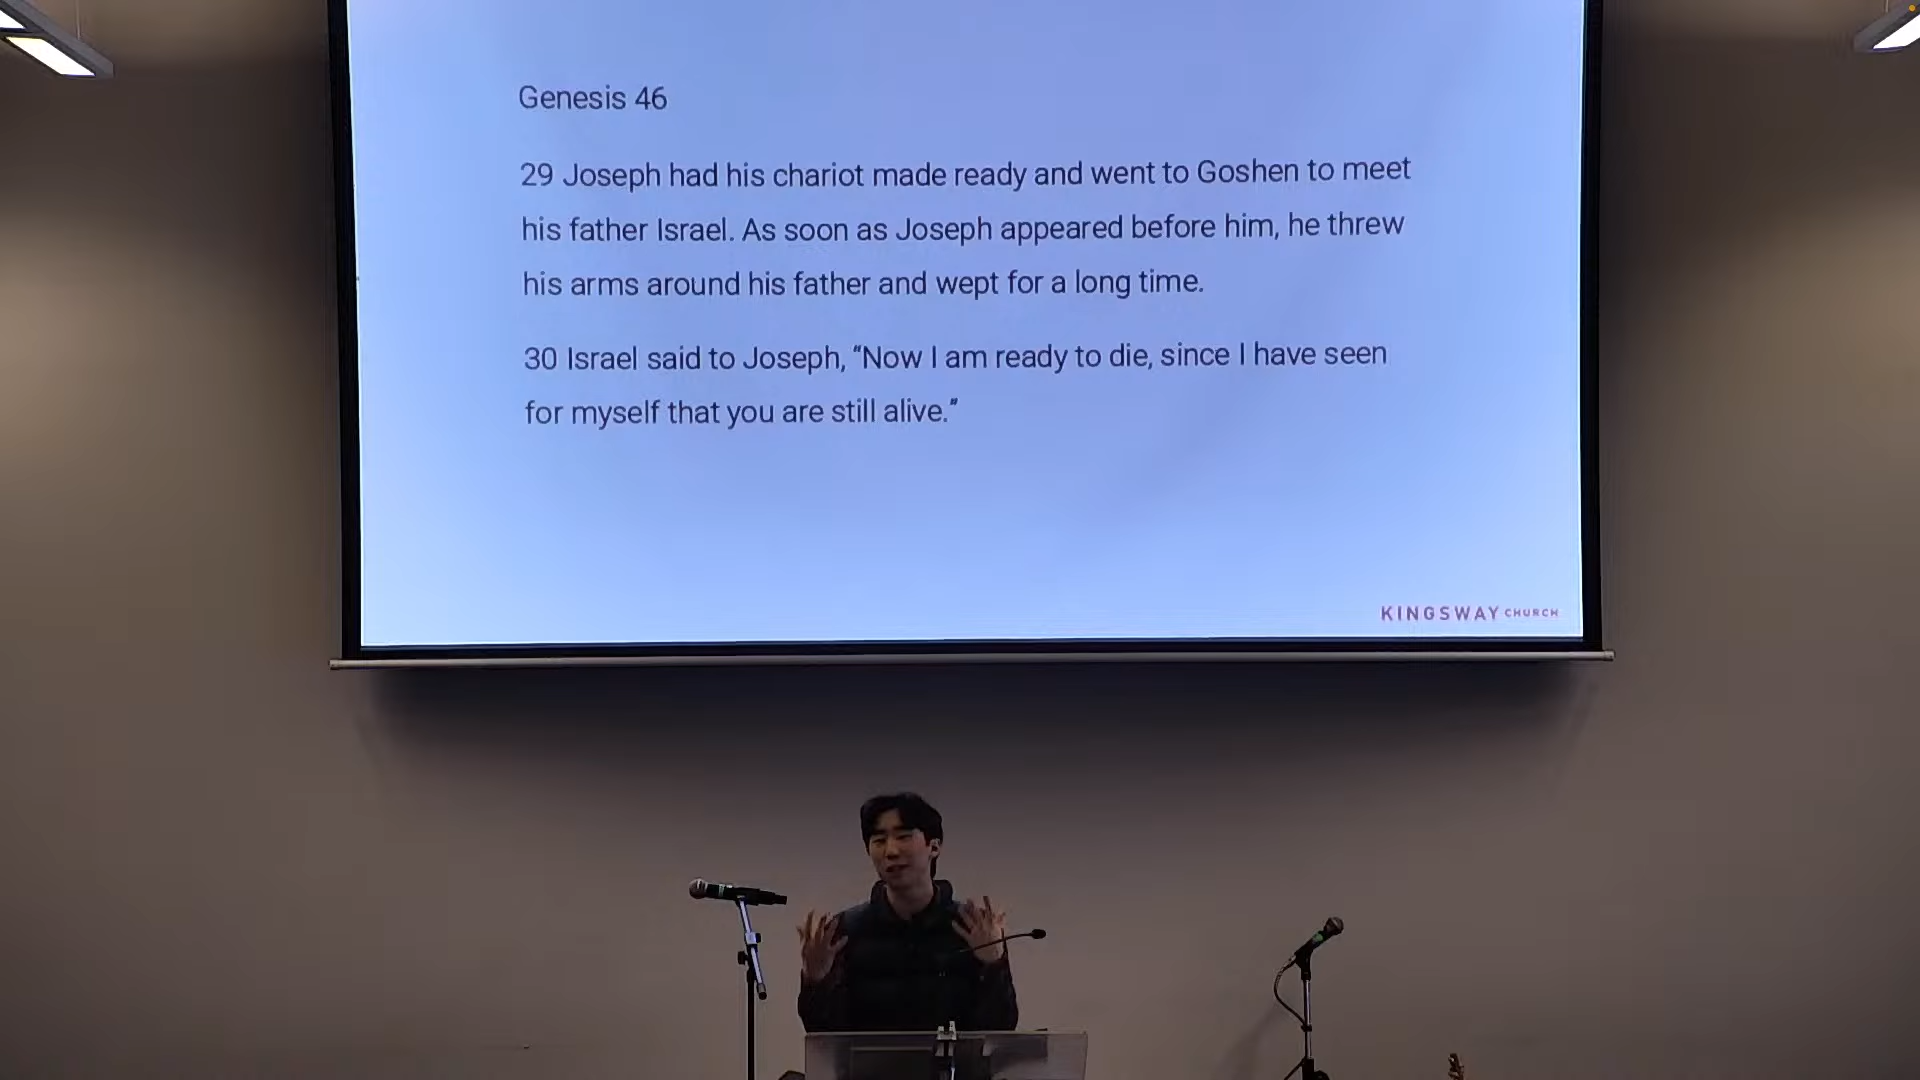 Genesis 46
29 Joseph had his chariot made ready and went to Goshen to meet
his father Israel. As soon as Joseph appeared before him, he threw
his arms around his father and wept for a long time.
30 Israel said to Joseph, “Now I am ready to die, since I have seen
for myself that you are still alive.”
KINGSWAY CHURCH